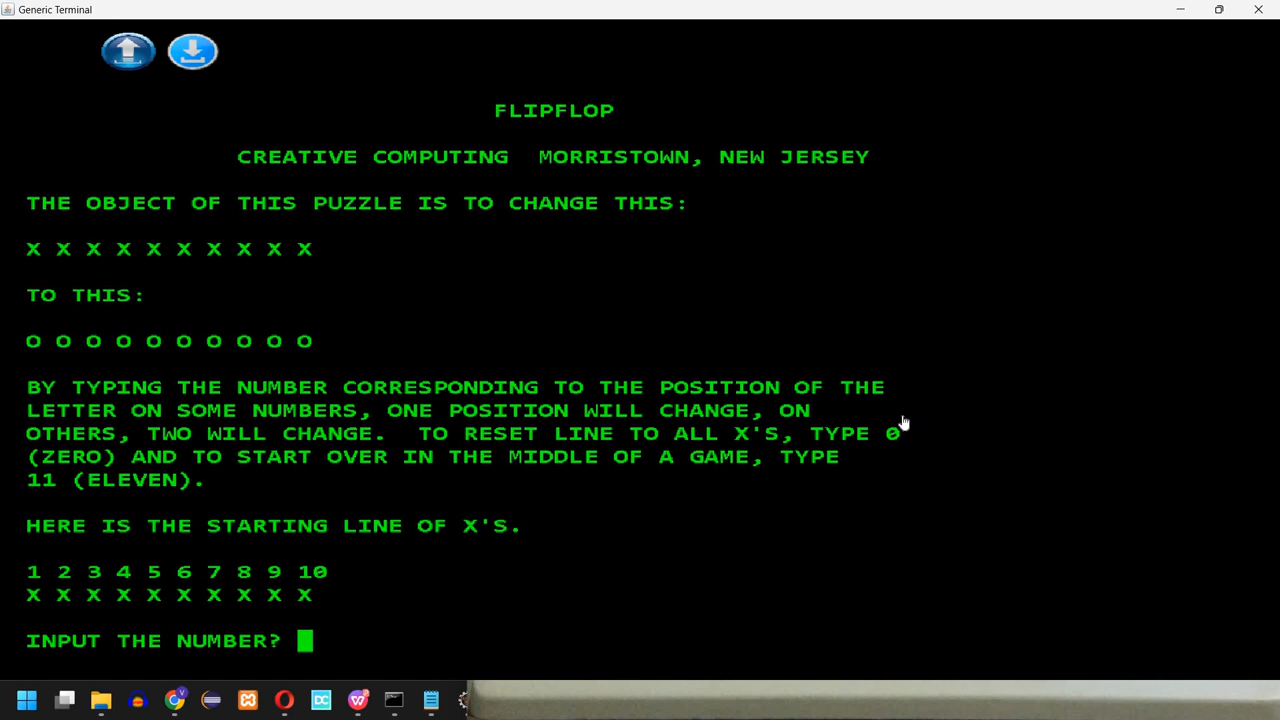 Generic Terminal
FLIPFLOP
CREATIVE COMPUTING  MORRISTOWN, NEW JERSEY
THE OBJECT OF THIS PUZZLE IS TO CHANGE THIS:
X X X X X X X X X X
TO THIS:
O O O O O O O O O O
BY TYPING THE NUMBER CORRESPONDING TO THE POSITION OF THE
LETTER ON SOME NUMBERS, ONE POSITION WILL CHANGE, ON
OTHERS, TWO WILL CHANGE.  TO RESET LINE TO ALL X'S, TYPE 0
(ZERO) AND TO START OVER IN THE MIDDLE OF A GAME, TYPE
11 (ELEVEN).
HERE IS THE STARTING LINE OF X'S.
1 2 3 4 5 6 7 8 9 10
X X X X X X X X X X
INPUT THE NUMBER?
V DC W